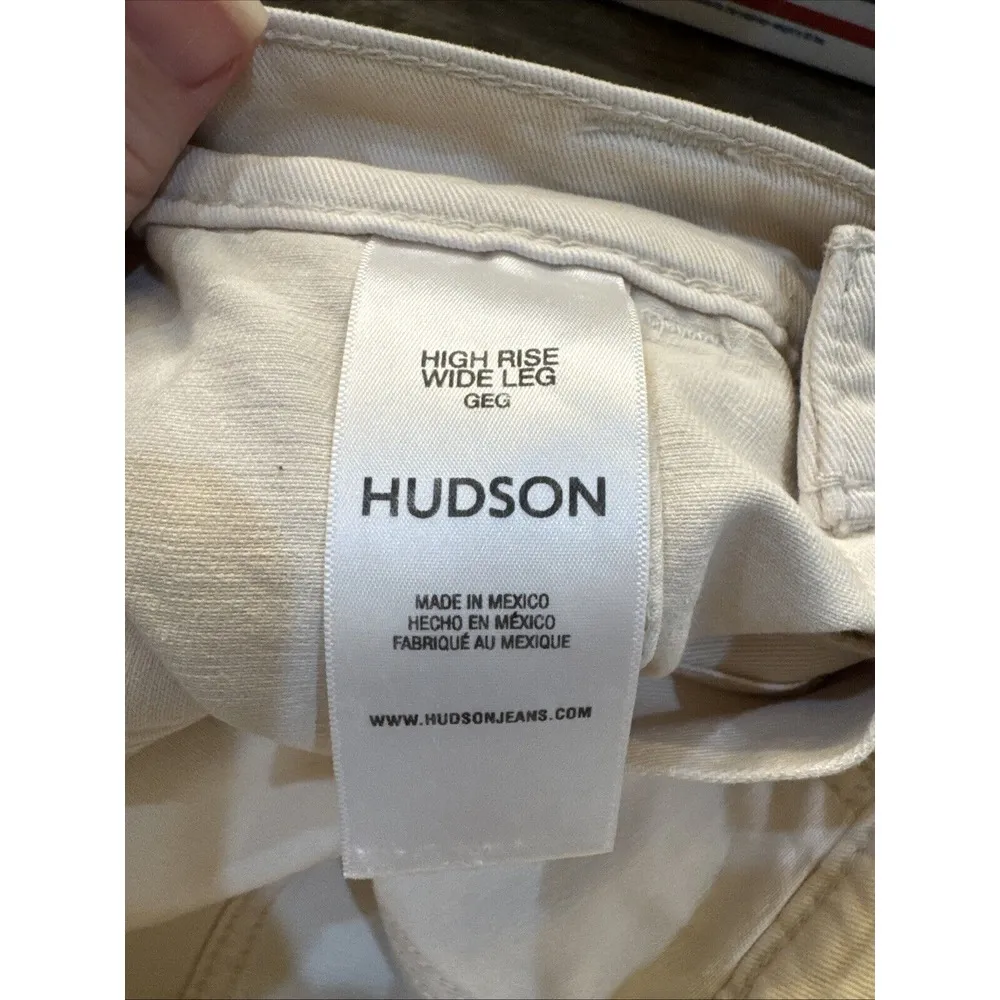 HIGH RISE
WIDE LEG
GEG
HUDSON
MADE IN MEXICO
HECHO EN MÉXICO
FABRIQUÉ AU MEXIQUE
WWW.HUDSONJEANS.COM